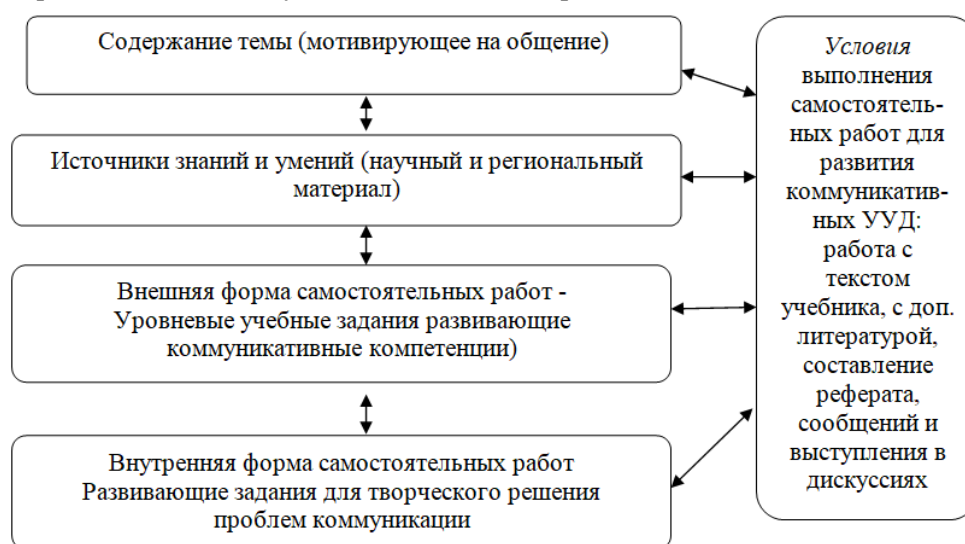 Содержание темы (мотивирующее на общение)
Источники знаний и умений (научный и региональный
материал)
Внешняя форма самостоятельных работ -
Уровневые учебные задания развивающие
коммуникативные компетенции)
Внутренняя форма самостоятельных работ
Развивающие задания для творческого решения
проблем коммуникации
Условия
выполнения
самостоятель-
ных работ для
развития
коммуникатив-
ных УУД:
работа с
текстом
учебника, с доп.
литературой,
составление
реферата,
сообщений и
выступления в
дискуссиях